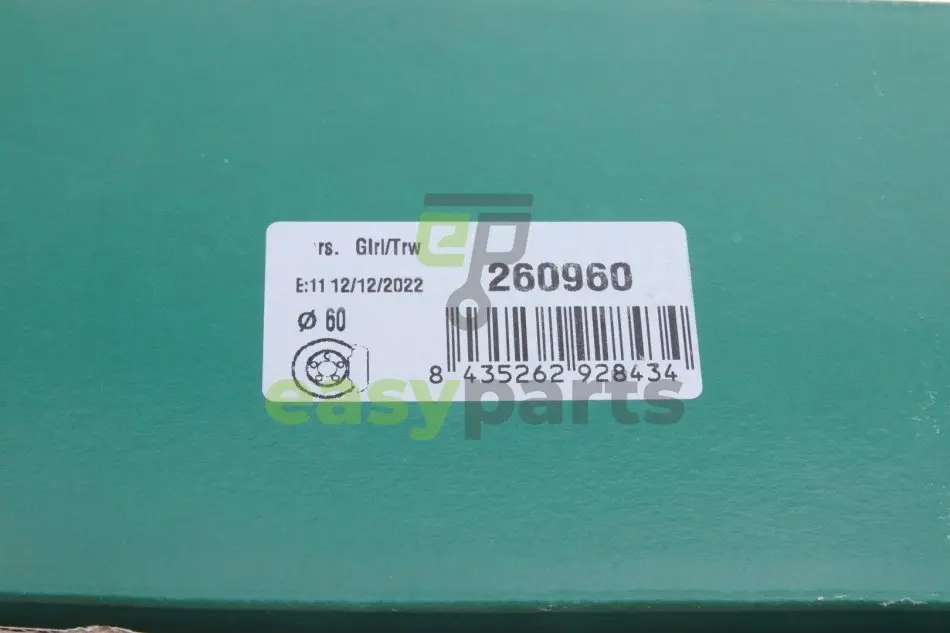 rs. Glrl/Trw
260960
E:11 12/12/2022
Ø 60
8 435262 928434
easyparts